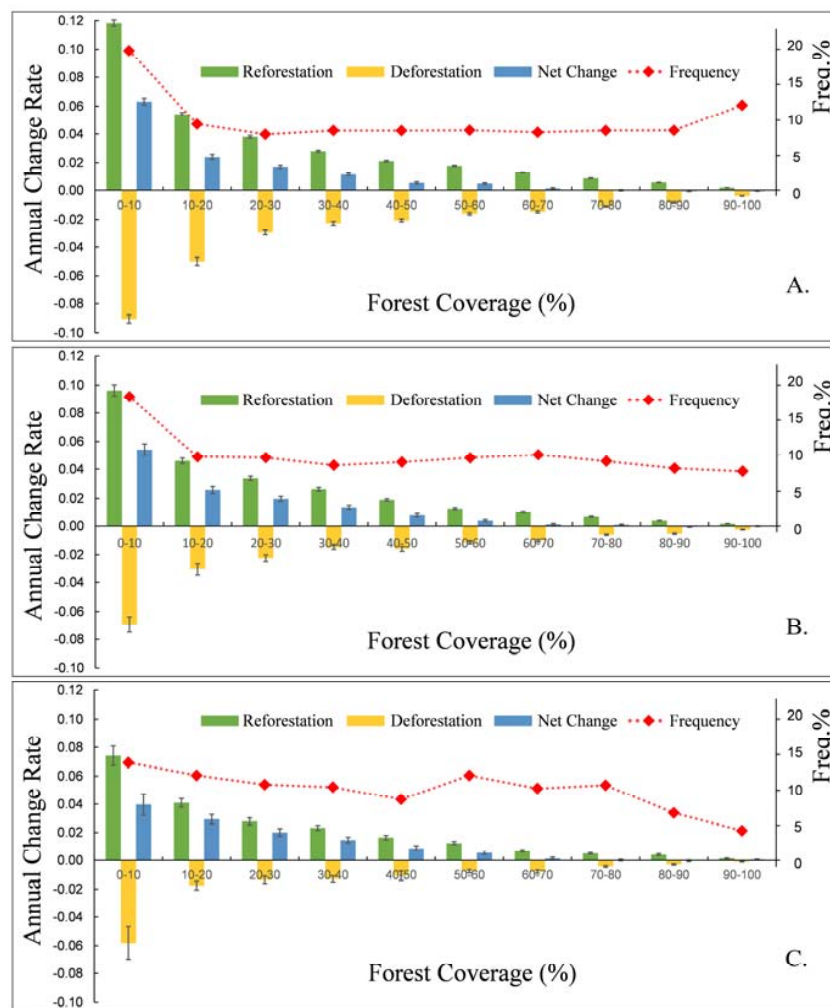 0.12
0.10
0.08
0.06
0.04
0.02
0.00
-0.02
-0.04
-0.06
-0.08
-0.10
Annual Change Rate
Reforestation Deforestation Net Change Frequency
20
15
10
5
0
Freq.%
0-10 10-20 20-30 30-40 40-50 50-60 60-70 70-80 80-90 90-100
Forest Coverage (%)
A.
0.12
0.10
0.08
0.06
0.04
0.02
0.00
-0.02
-0.04
-0.06
-0.08
-0.10
Annual Change Rate
Reforestation Deforestation Net Change Frequency
20
15
10
5
0
Freq.%
0-10 10-20 20-30 30-40 40-50 50-60 60-70 70-80 80-90 90-100
Forest Coverage (%)
B.
0.12
0.10
0.08
0.06
0.04
0.02
0.00
-0.02
-0.04
-0.06
-0.08
-0.10
Annual Change Rate
Reforestation Deforestation Net Change Frequency
20
15
10
5
0
Freq.%
0-10 10-20 20-30 30-40 40-50 50-60 60-70 70-80 80-90 90-100
Forest Coverage (%)
C.